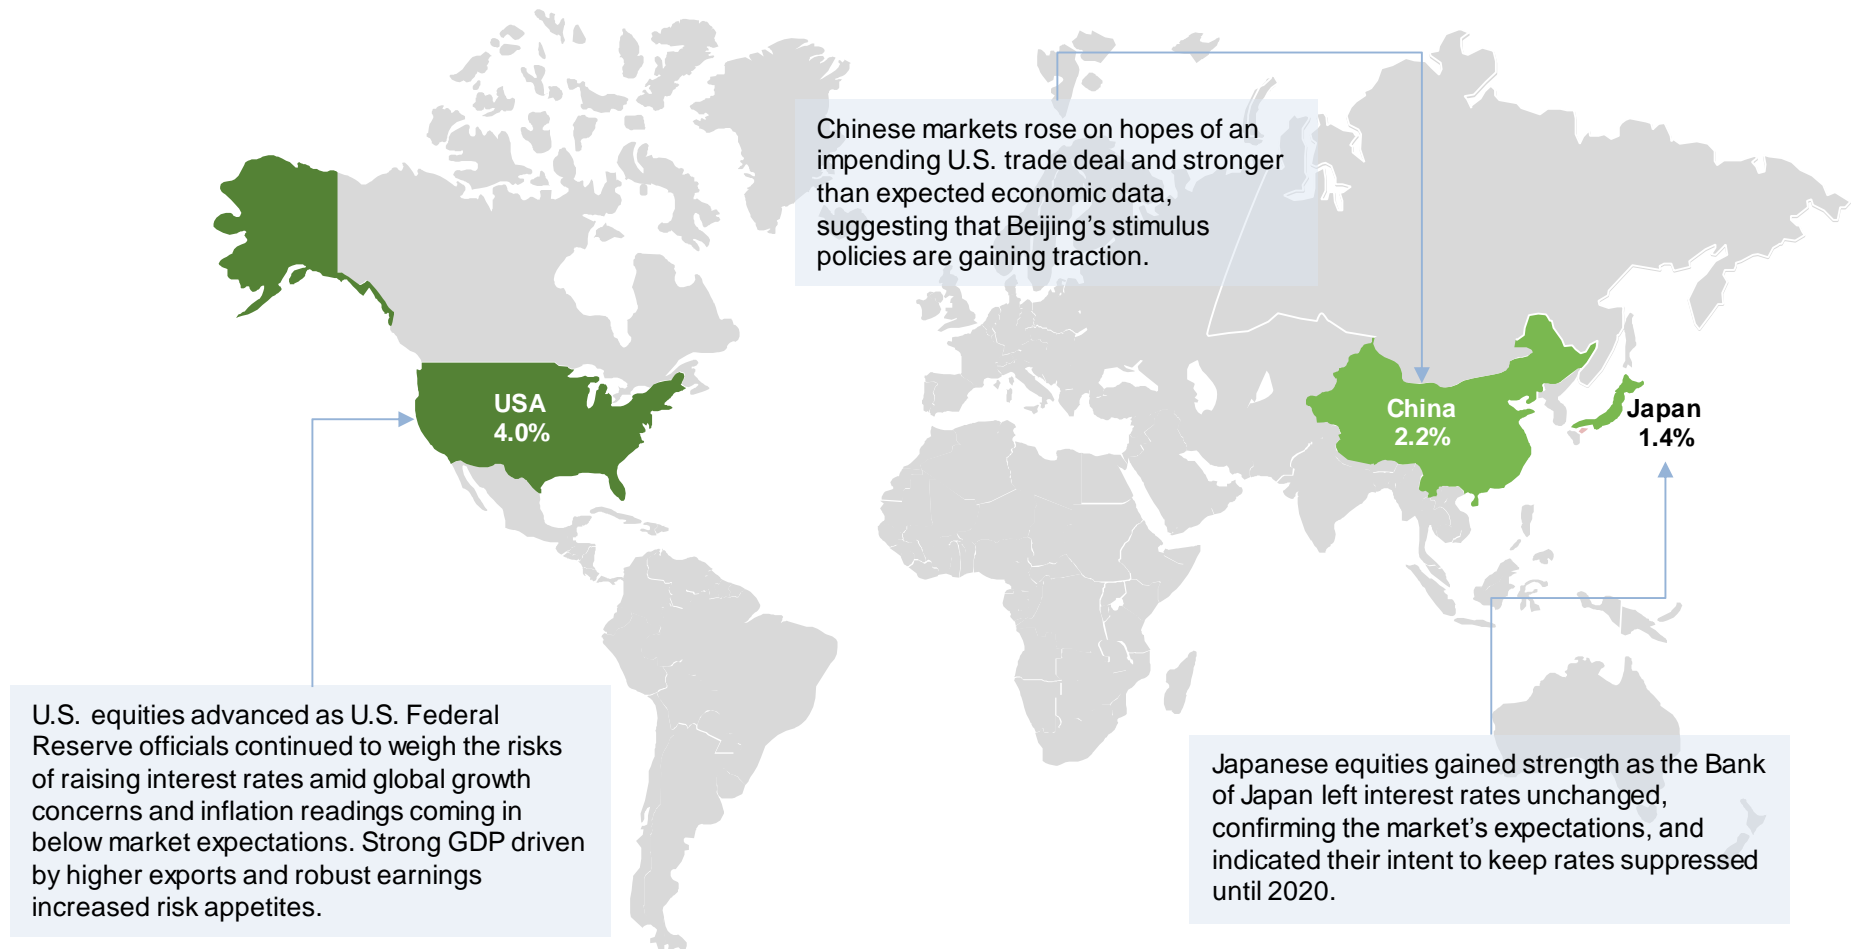 Chinese markets rose on hopes of an
impending U.S. trade deal and stronger
than expected economic data,
suggesting that Beijing’s stimulus
policies are gaining traction.
USA
4.0%
China
2.2%
Japan
1.4%
U.S. equities advanced as U.S. Federal
Reserve officials continued to weigh the risks
of raising interest rates amid global growth
concerns and inflation readings coming in
below market expectations. Strong GDP driven
by higher exports and robust earnings
increased risk appetites.
Japanese equities gained strength as the Bank
of Japan left interest rates unchanged,
confirming the market’s expectations, and
indicated their intent to keep rates suppressed
until 2020.